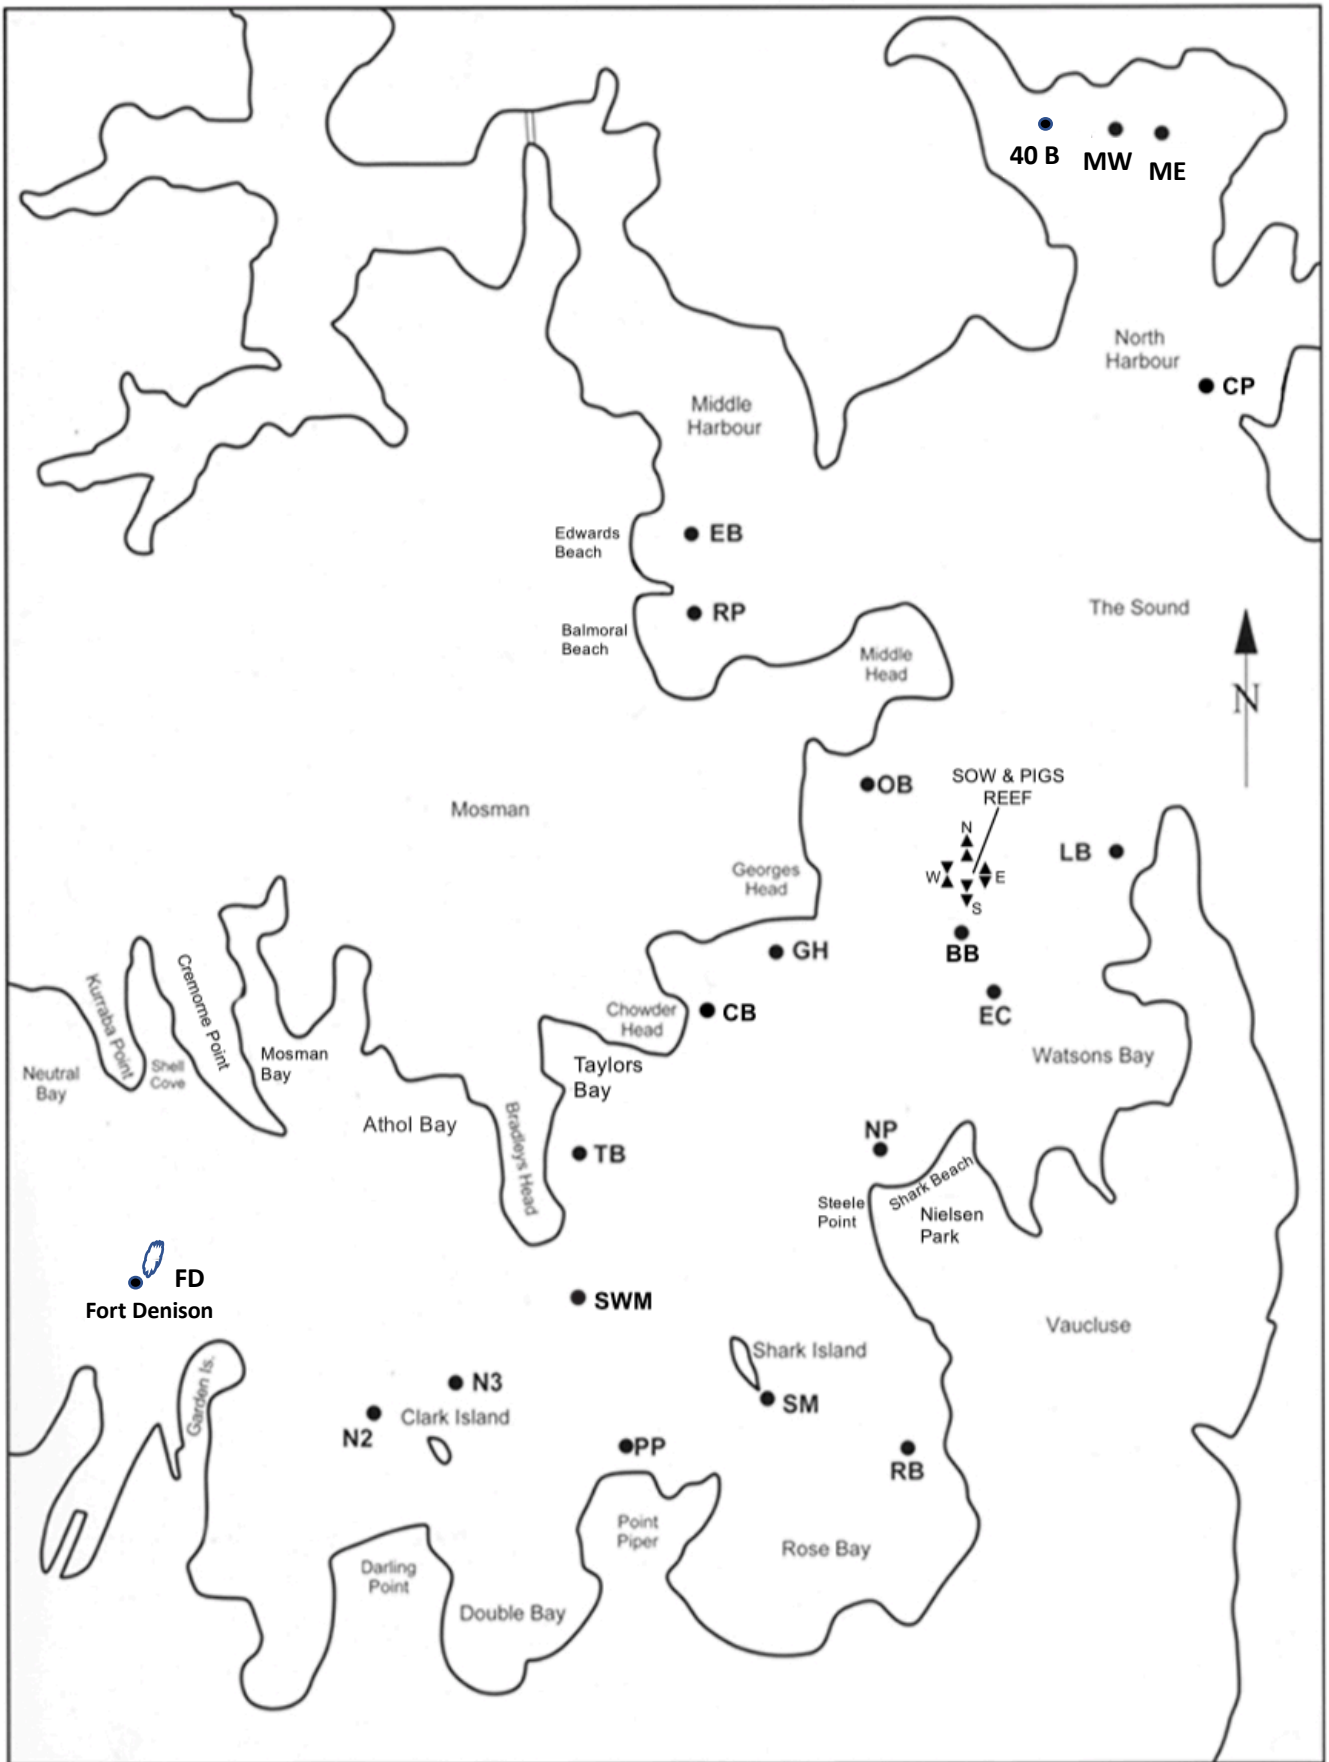 40 B
MW
ME
North
Harbour
CP
Middle
Harbour
Edwards
Beach
EB
Balmoral
Beach
RP
The Sound
Middle
Head
N
OB
SOW & PIGS
REEF
Mosman
N
W
E
S
LB
Georges
Head
BB
GH
EC
Chowder
Head
CB
Kurraba Point
Cremorne Point
Neutral
Bay
Shell
Cove
Mosman
Bay
Taylors
Bay
Watsons Bay
Athol Bay
Bradleys Head
TB
NP
Shark Beach
Steele
Point
Nielsen
Park
FD
Fort Denison
SWM
Vaucluse
Garden Is.
Shark Island
N3
SM
Clark Island
N2
PP
RB
Point
Piper
Rose Bay
Darling
Point
Double Bay